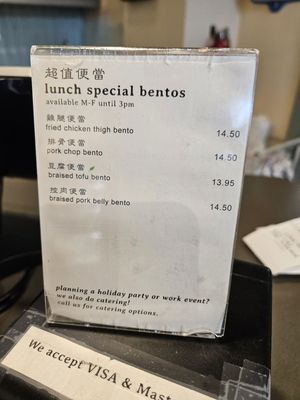 超值便當
lunch special bentos
available M-F until 3pm
雞腿便當
fried chicken thigh bento 14.50
排骨便當
pork chop bento 14.50
豆腐便當
braised tofu bento 13.95
控肉便當
braised pork belly bento 14.50
planning a holiday party or work event?
we also do catering!
call us for catering options.
We accept VISA & Mast